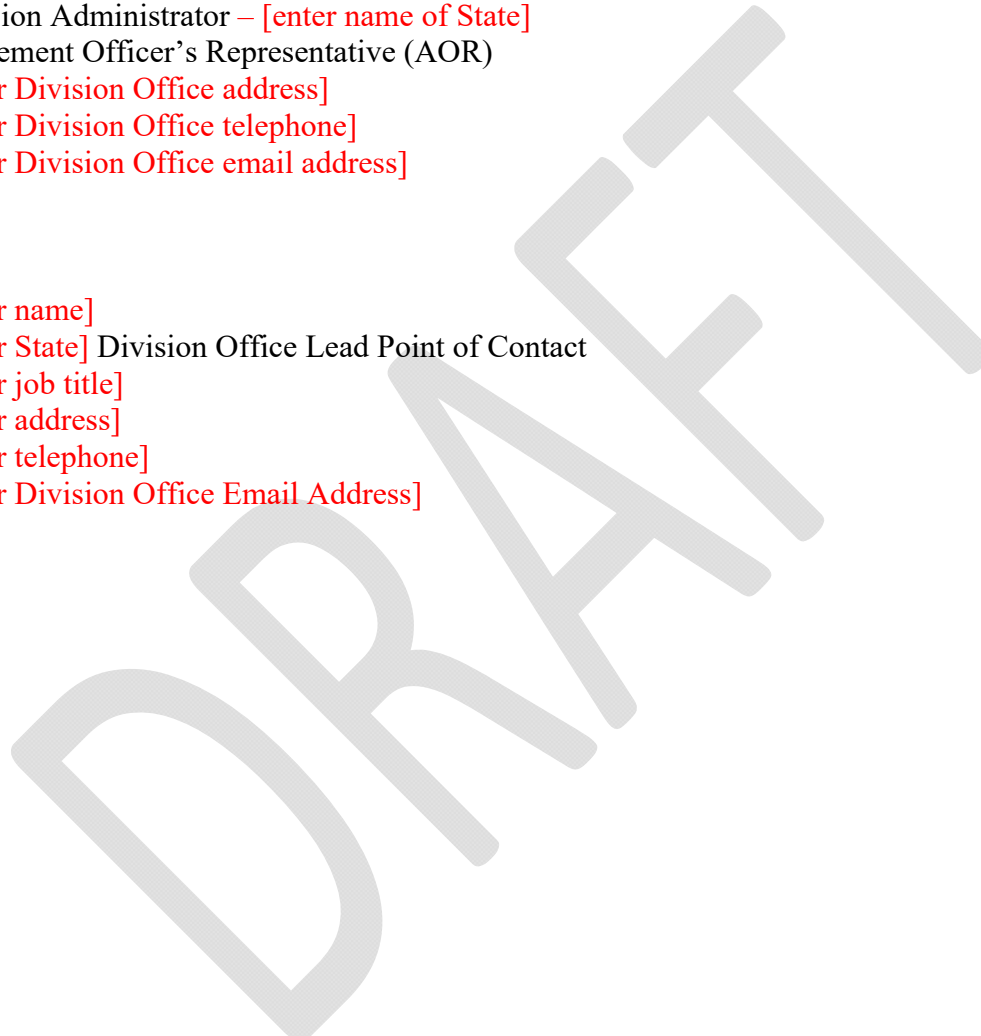 ion Administrator – [enter name of State]
ement Officer’s Representative (AOR)
r Division Office address]
r Division Office telephone]
r Division Office email address]
r name]
r State] Division Office Lead Point of Contact
r job title]
r address]
r telephone]
r Division Office Email Address]
DRAFT